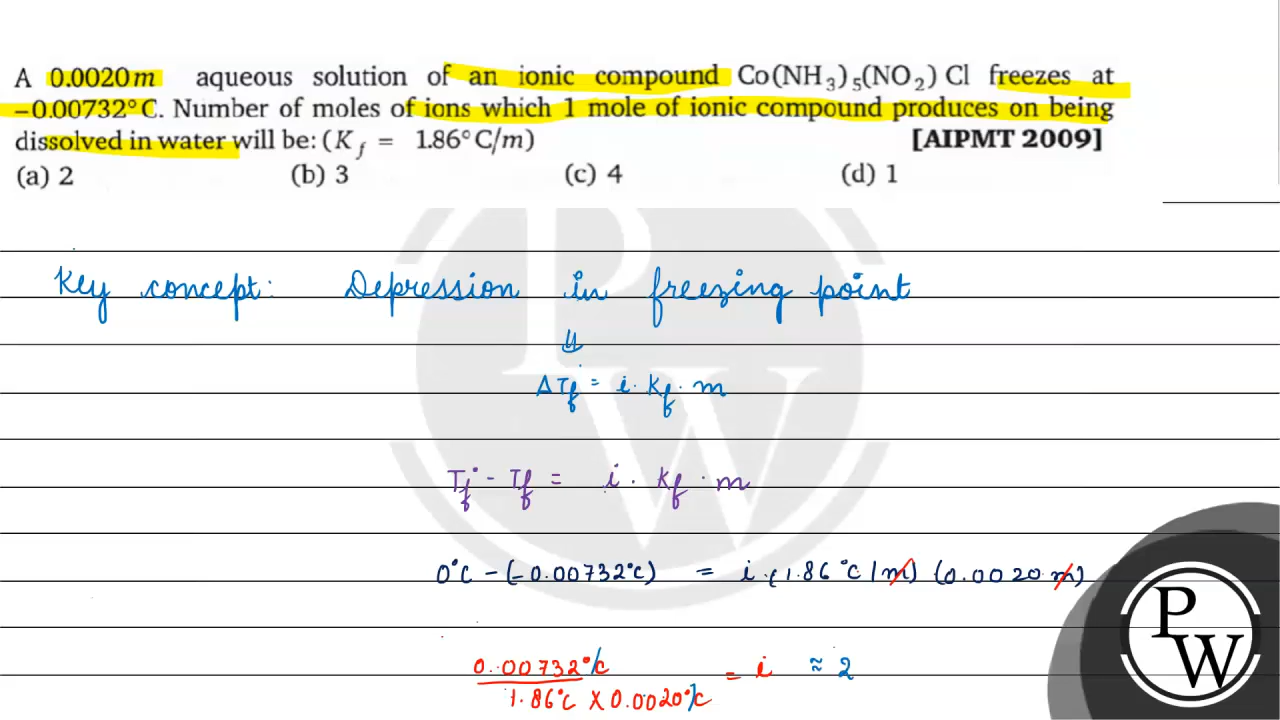 A 0.0020 m aqueous solution of an ionic compound Co(NH₃)₅(NO₂) Cl freezes at
−0.00732° C. Number of moles of ions which 1 mole of ionic compound produces on being
dissolved in water will be: (K_f = 1.86° C/m) [AIPMT 2009]
(a) 2 (b) 3 (c) 4 (d) 1
Key concept: Depression in freezing point
⇓
ΔTf = i. Kf. m
Tf° - Tf = i . Kf . m
0°C - (-0.00732°C) = i.(1.86 °C/m) (0.0020 m)
0.00732°C
= i ≈ 2
1.86°C X 0.0020°C
P
W
P
W